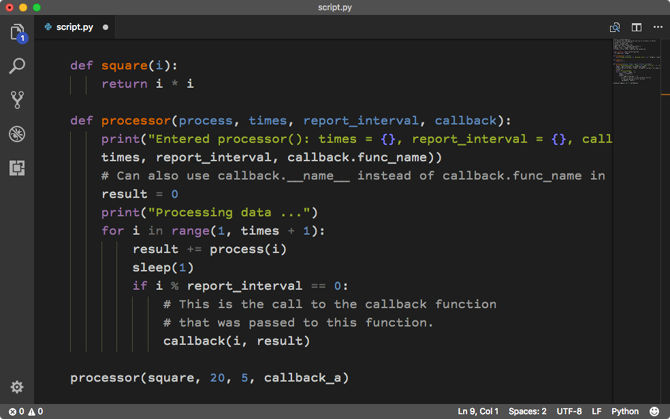 script.py
script.py
1
def square(i):
return i * i
def processor(process, times, report_interval, callback):
print("Entered processor(): times = {}, report_interval = {}, call
times, report_interval, callback.func_name))
# Can also use callback.__name__ instead of callback.func_name in
result = 0
print("Processing data ...")
for i in range(1, times + 1):
result += process(i)
sleep(1)
if i % report_interval == 0:
# This is the call to the callback function
# that was passed to this function.
callback(i, result)
processor(square, 20, 5, callback_a)
0 0 Ln 9, Col 1 Spaces: 2 UTF-8 LF Python